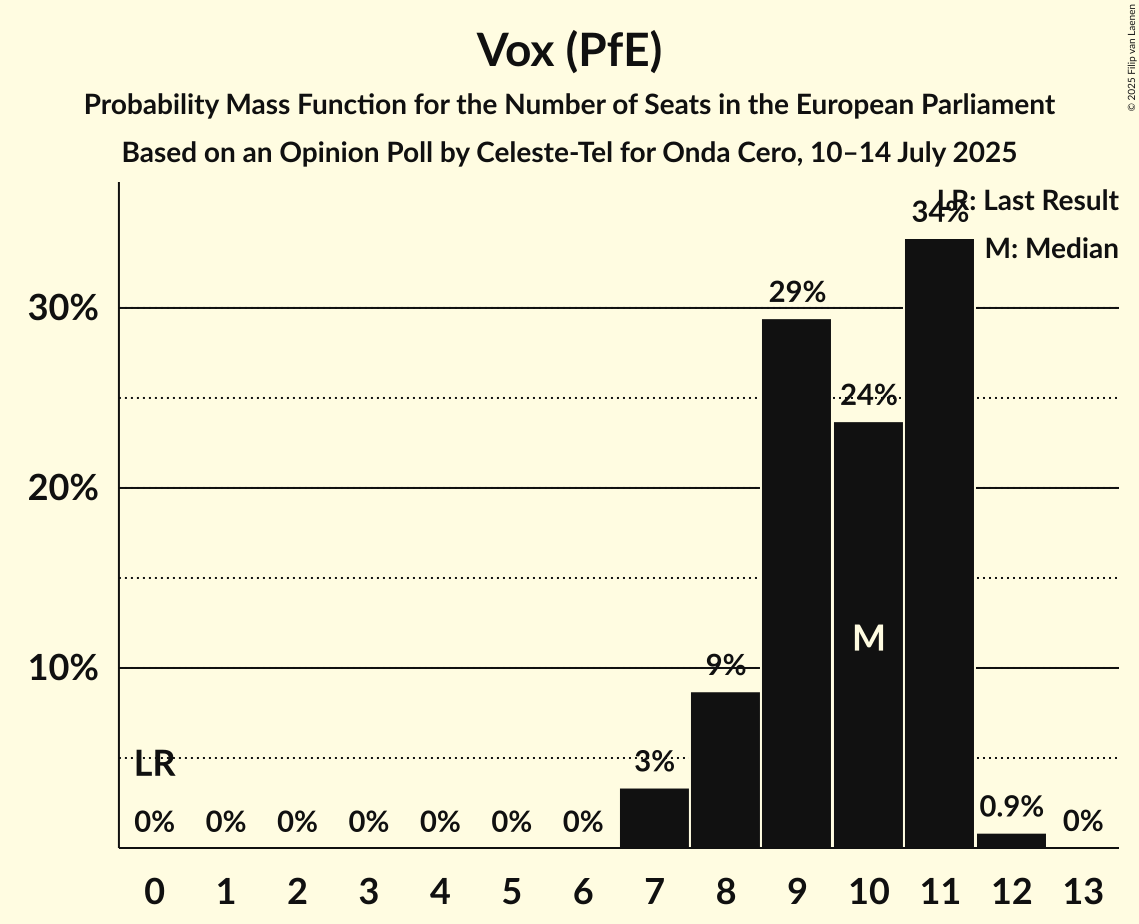 Vox (PfE)
Probability Mass Function for the Number of Seats in the European Parliament
Based on an Opinion Poll by Celeste-Tel for Onda Cero, 10–14 July 2025
© 2025 Filip van Laenen
LR: Last Result
M: Median
34%
29%
30%
24%
20%
M
10%
9%
LR
3%
0% 0% 0% 0% 0% 0% 0% 0.9% 0%
0 1 2 3 4 5 6 7 8 9 10 11 12 13